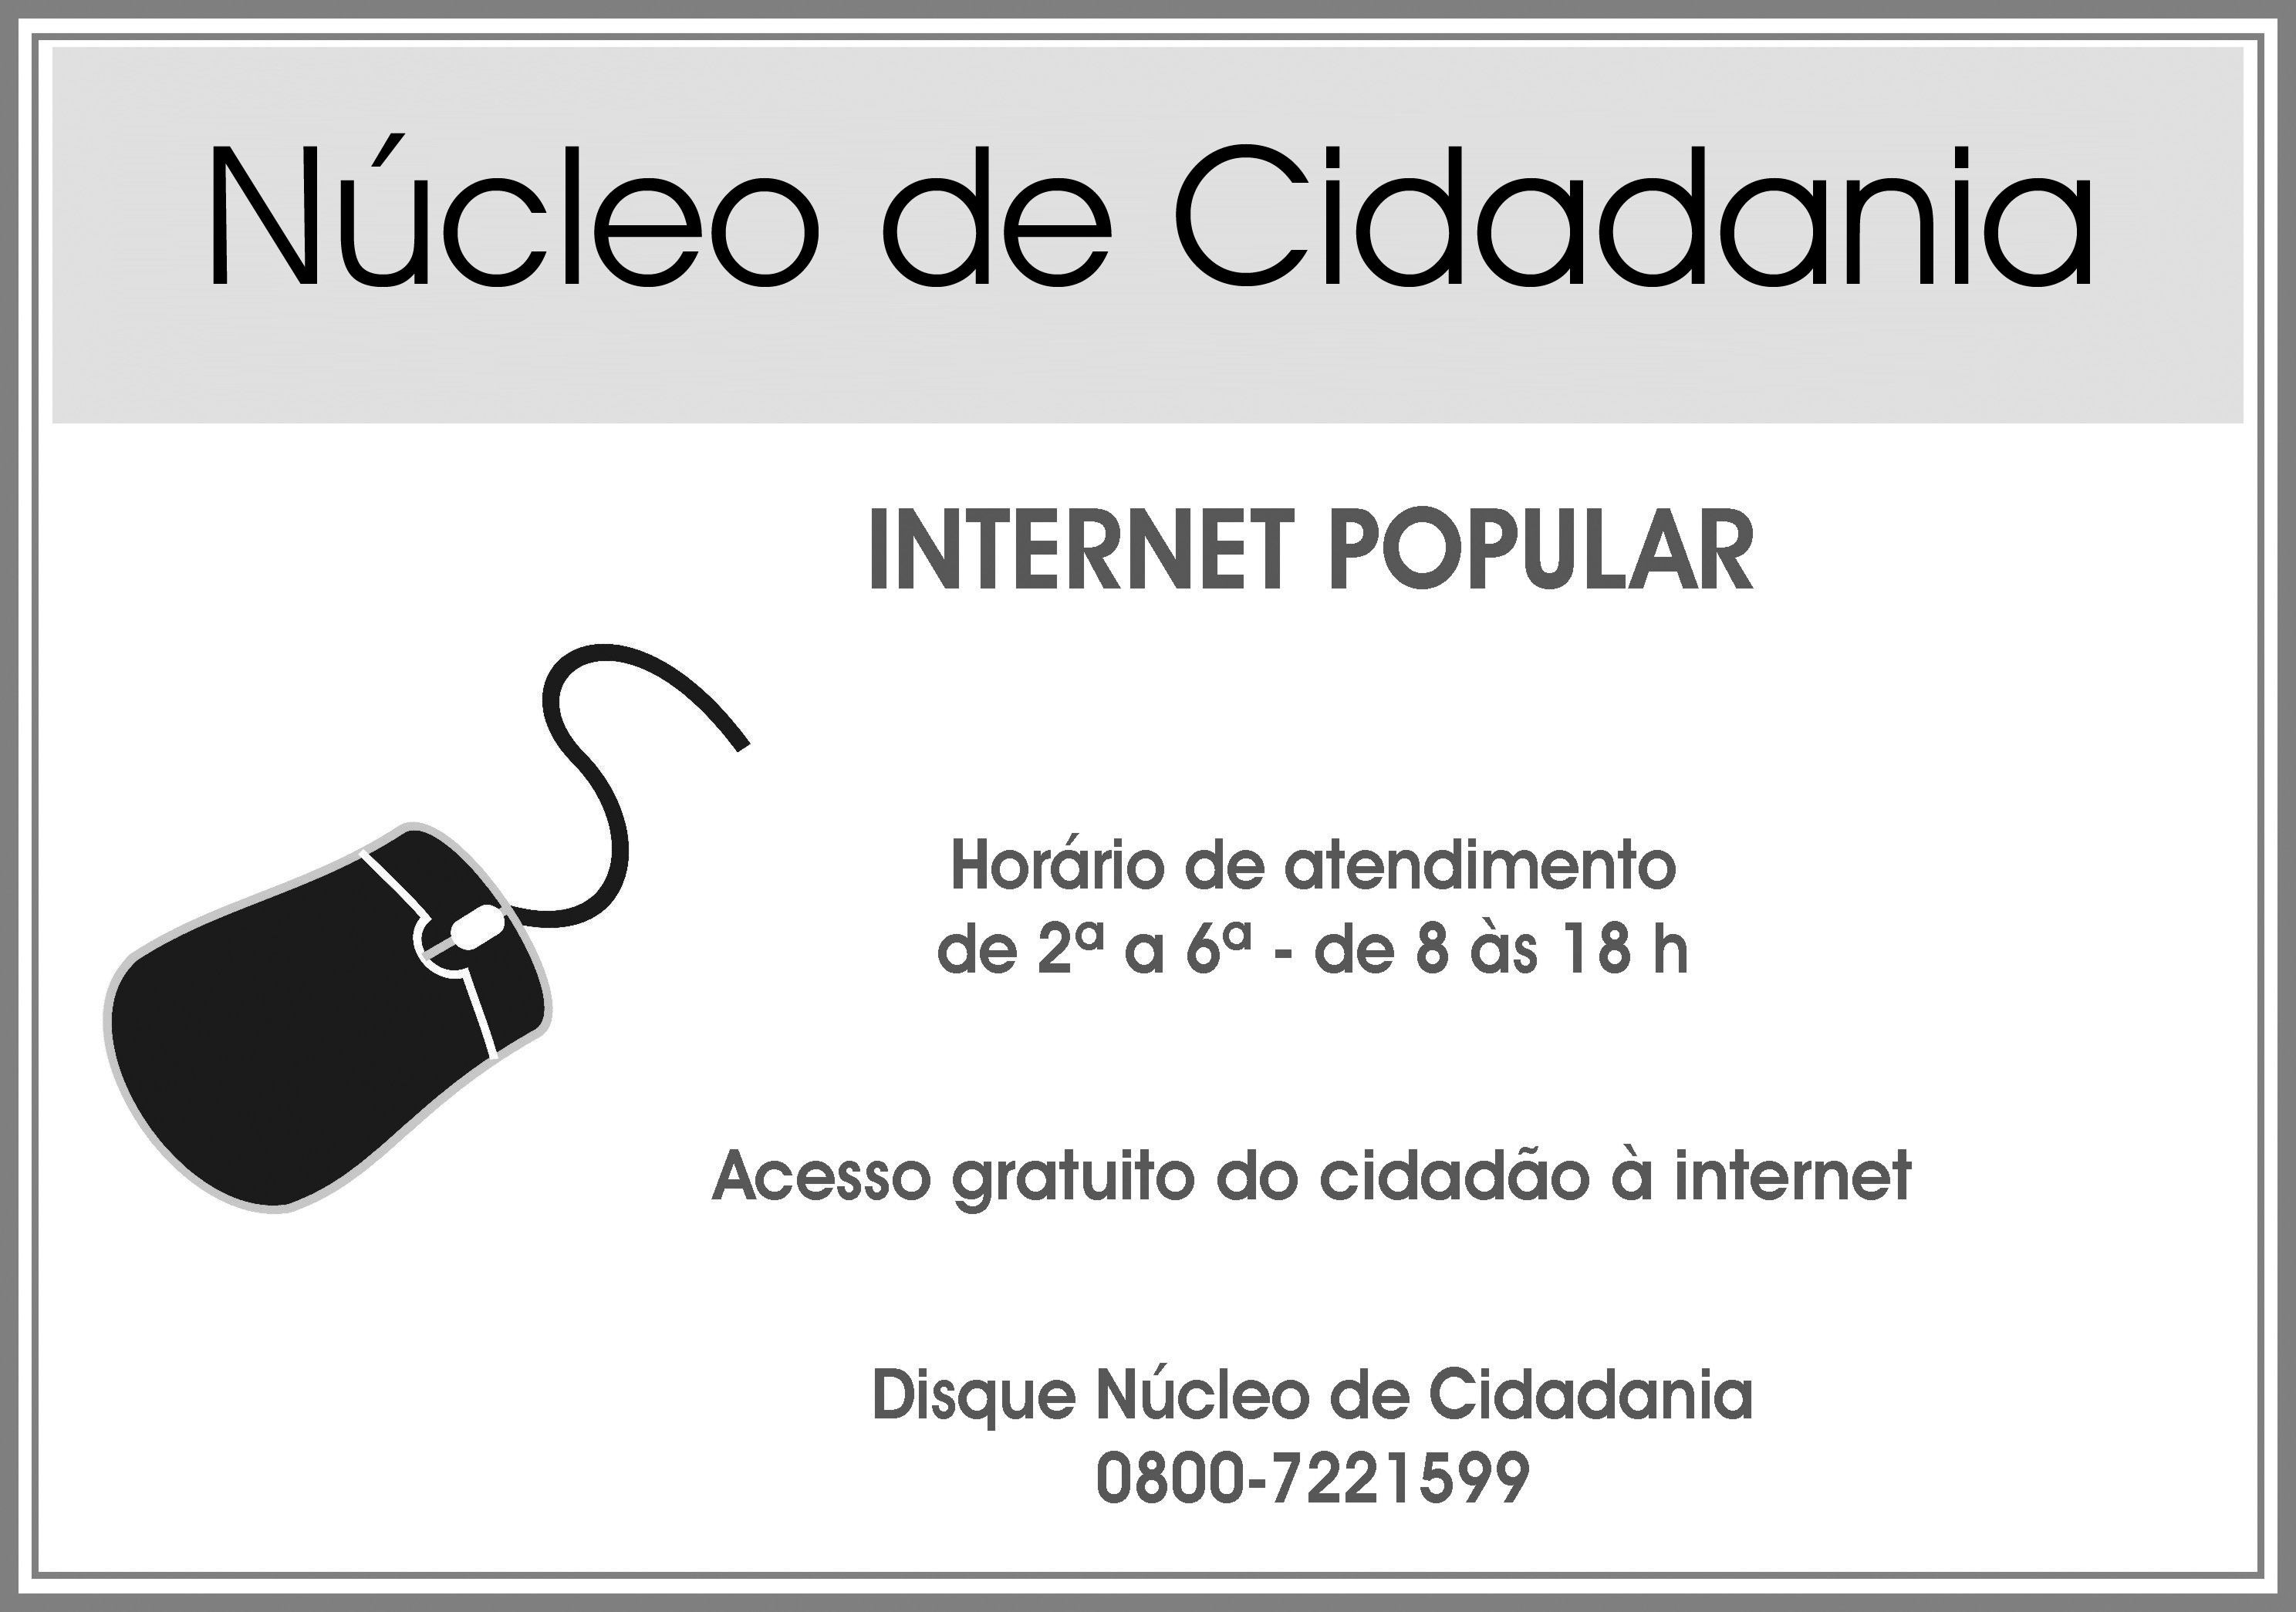 Núcleo de Cidadania
INTERNET POPULAR
Horário de atendimento
de 2ª a 6ª - de 8 às 18 h
Acesso gratuito do cidadão à internet
Disque Núcleo de Cidadania
0800-7221599